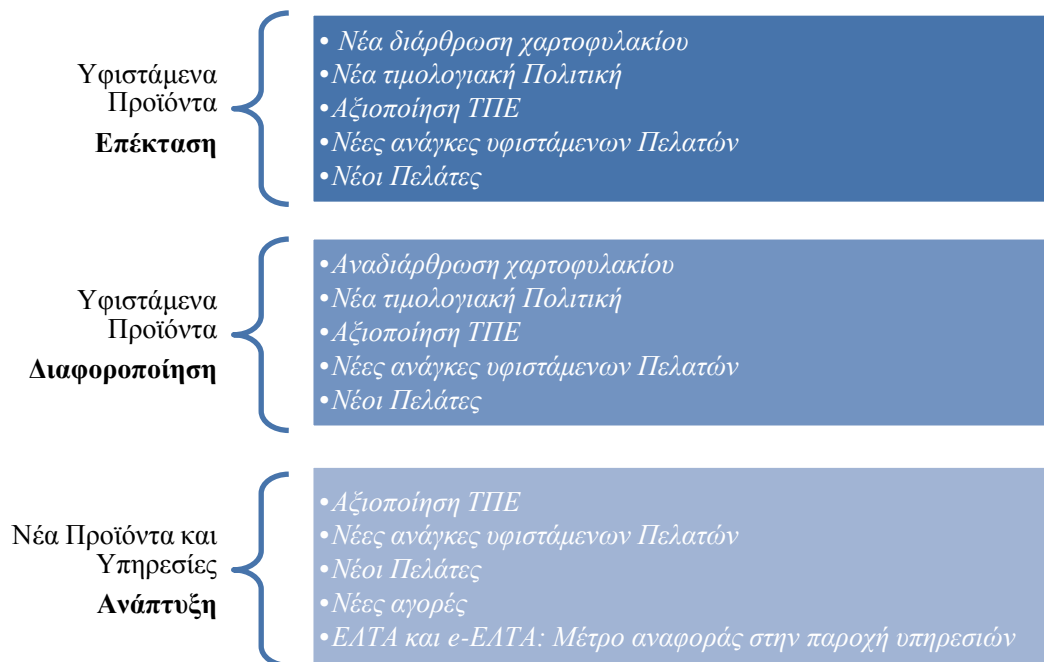 Υφιστάμενα
Προϊόντα
Επέκταση
• Νέα διάρθρωση χαρτοφυλακίου
•Νέα τιμολογιακή Πολιτική
•Αξιοποίηση ΤΠΕ
•Νέες ανάγκες υφιστάμενων Πελατών
•Νέοι Πελάτες
Υφιστάμενα
Προϊόντα
Διαφοροποίηση
•Αναδιάρθρωση χαρτοφυλακίου
•Νέα τιμολογιακή Πολιτική
•Αξιοποίηση ΤΠΕ
•Νέες ανάγκες υφιστάμενων Πελατών
•Νέοι Πελάτες
Νέα Προϊόντα και
Υπηρεσίες
Ανάπτυξη
•Αξιοποίηση ΤΠΕ
•Νέες ανάγκες υφιστάμενων Πελατών
•Νέοι Πελάτες
•Νέες αγορές
•ΕΛΤΑ και e-ΕΛΤΑ: Μέτρο αναφοράς στην παροχή υπηρεσιών